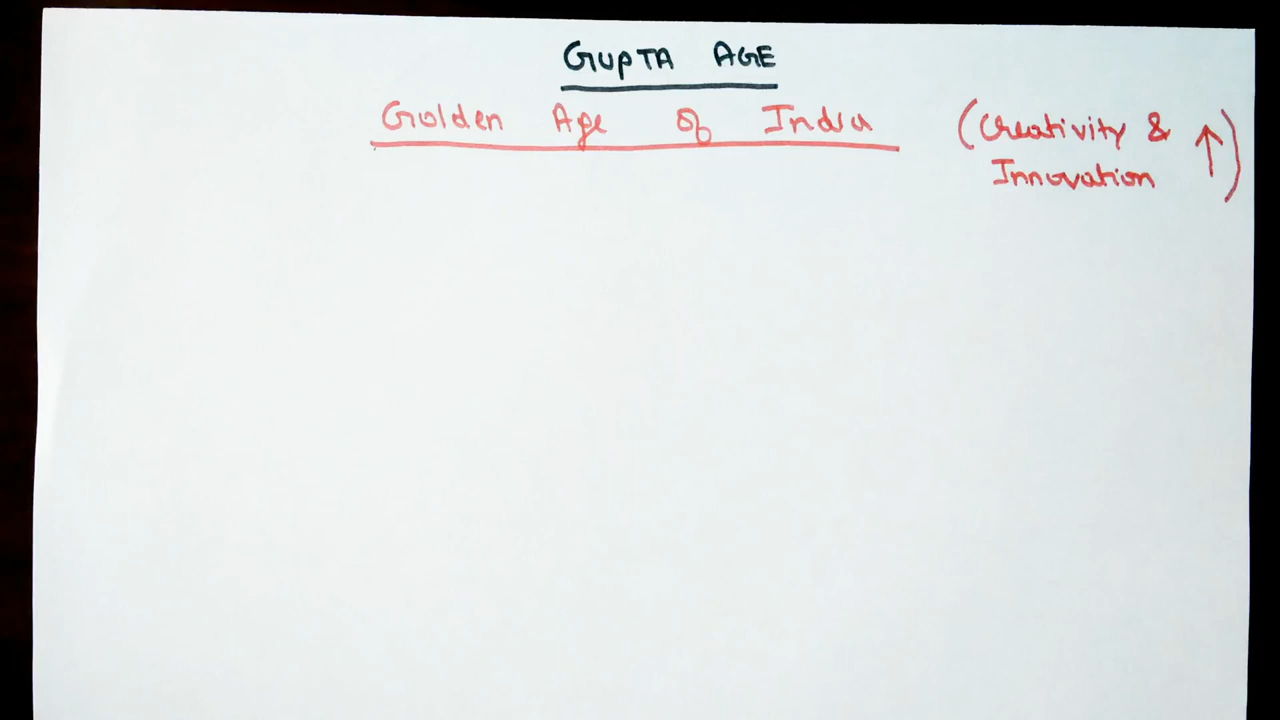 GUPTA AGE
Golden Age of India
(Creativity &
Innovation ↑)